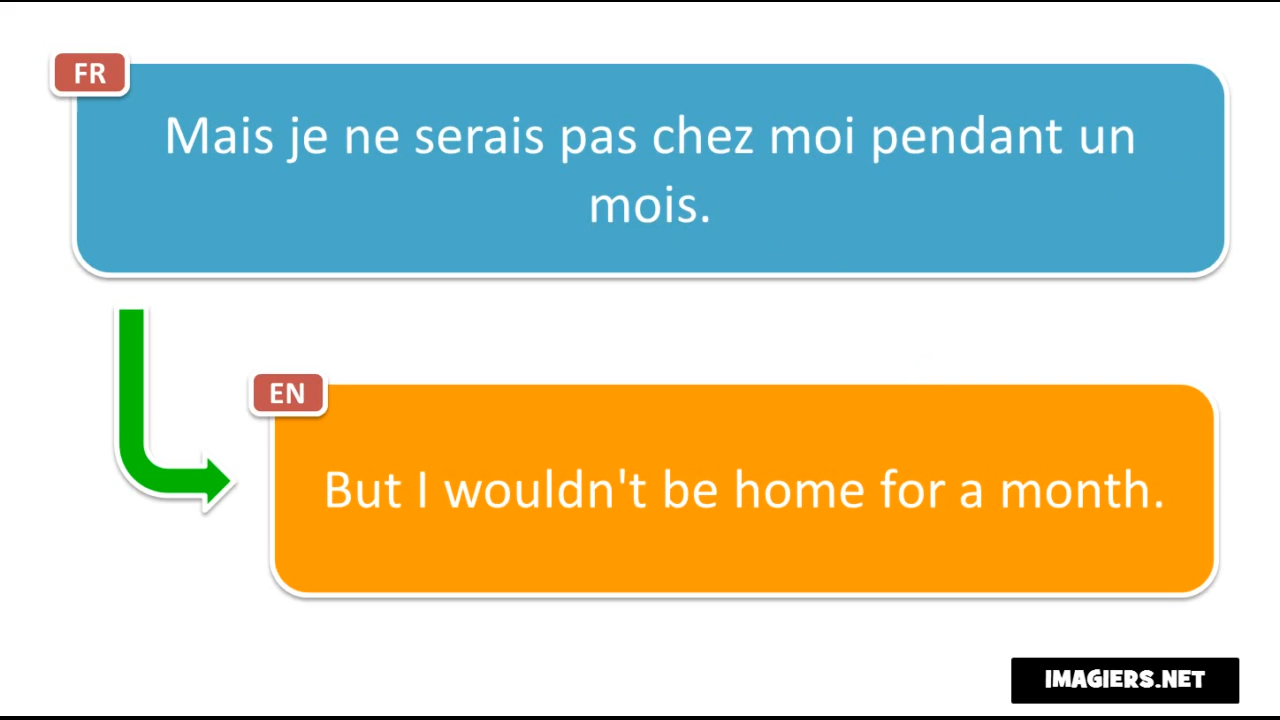 FR
Mais je ne serais pas chez moi pendant un
mois.
EN
But I wouldn't be home for a month.
IMAGIERS.NET